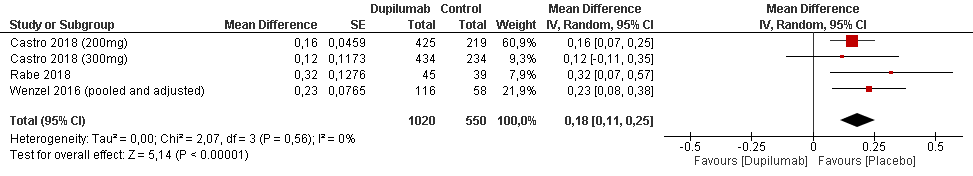 Dupilumab Control Mean Difference Mean Difference
Study or Subgroup Mean Difference SE Total Total Weight IV, Random, 95% CI IV, Random, 95% CI
Castro 2018 (200mg) 0,16 0,0459 425 219 60,9% 0,16 [0,07, 0,25]
Castro 2018 (300mg) 0,12 0,1173 434 234 9,3% 0,12 [-0,11, 0,35]
Rabe 2018 0,32 0,1276 45 39 7,9% 0,32 [0,07, 0,57]
Wenzel 2016 (pooled and adjusted) 0,23 0,0765 116 58 21,9% 0,23 [0,08, 0,38]
Total (95% CI) 1020 550 100,0% 0,18 [0,11, 0,25]
Heterogeneity: Tau² = 0,00; Chi² = 2,07, df = 3 (P = 0,56); I² = 0%
Test for overall effect: Z = 5,14 (P < 0.00001)
-0.5 -0.25 0 0.25 0.5
Favours [Dupilumab] Favours [Placebo]